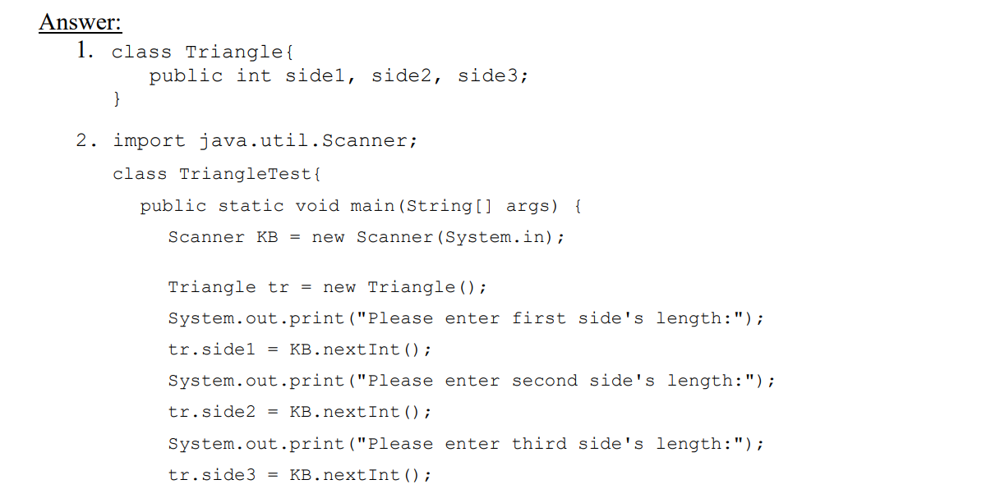 Answer:
1. class Triangle{
public int side1, side2, side3;
}
2. import java.util.Scanner;
class TriangleTest{
public static void main(String[] args) {
Scanner KB = new Scanner(System.in);
Triangle tr = new Triangle();
System.out.print("Please enter first side's length:");
tr.side1 = KB.nextInt();
System.out.print("Please enter second side's length:");
tr.side2 = KB.nextInt();
System.out.print("Please enter third side's length:");
tr.side3 = KB.nextInt();